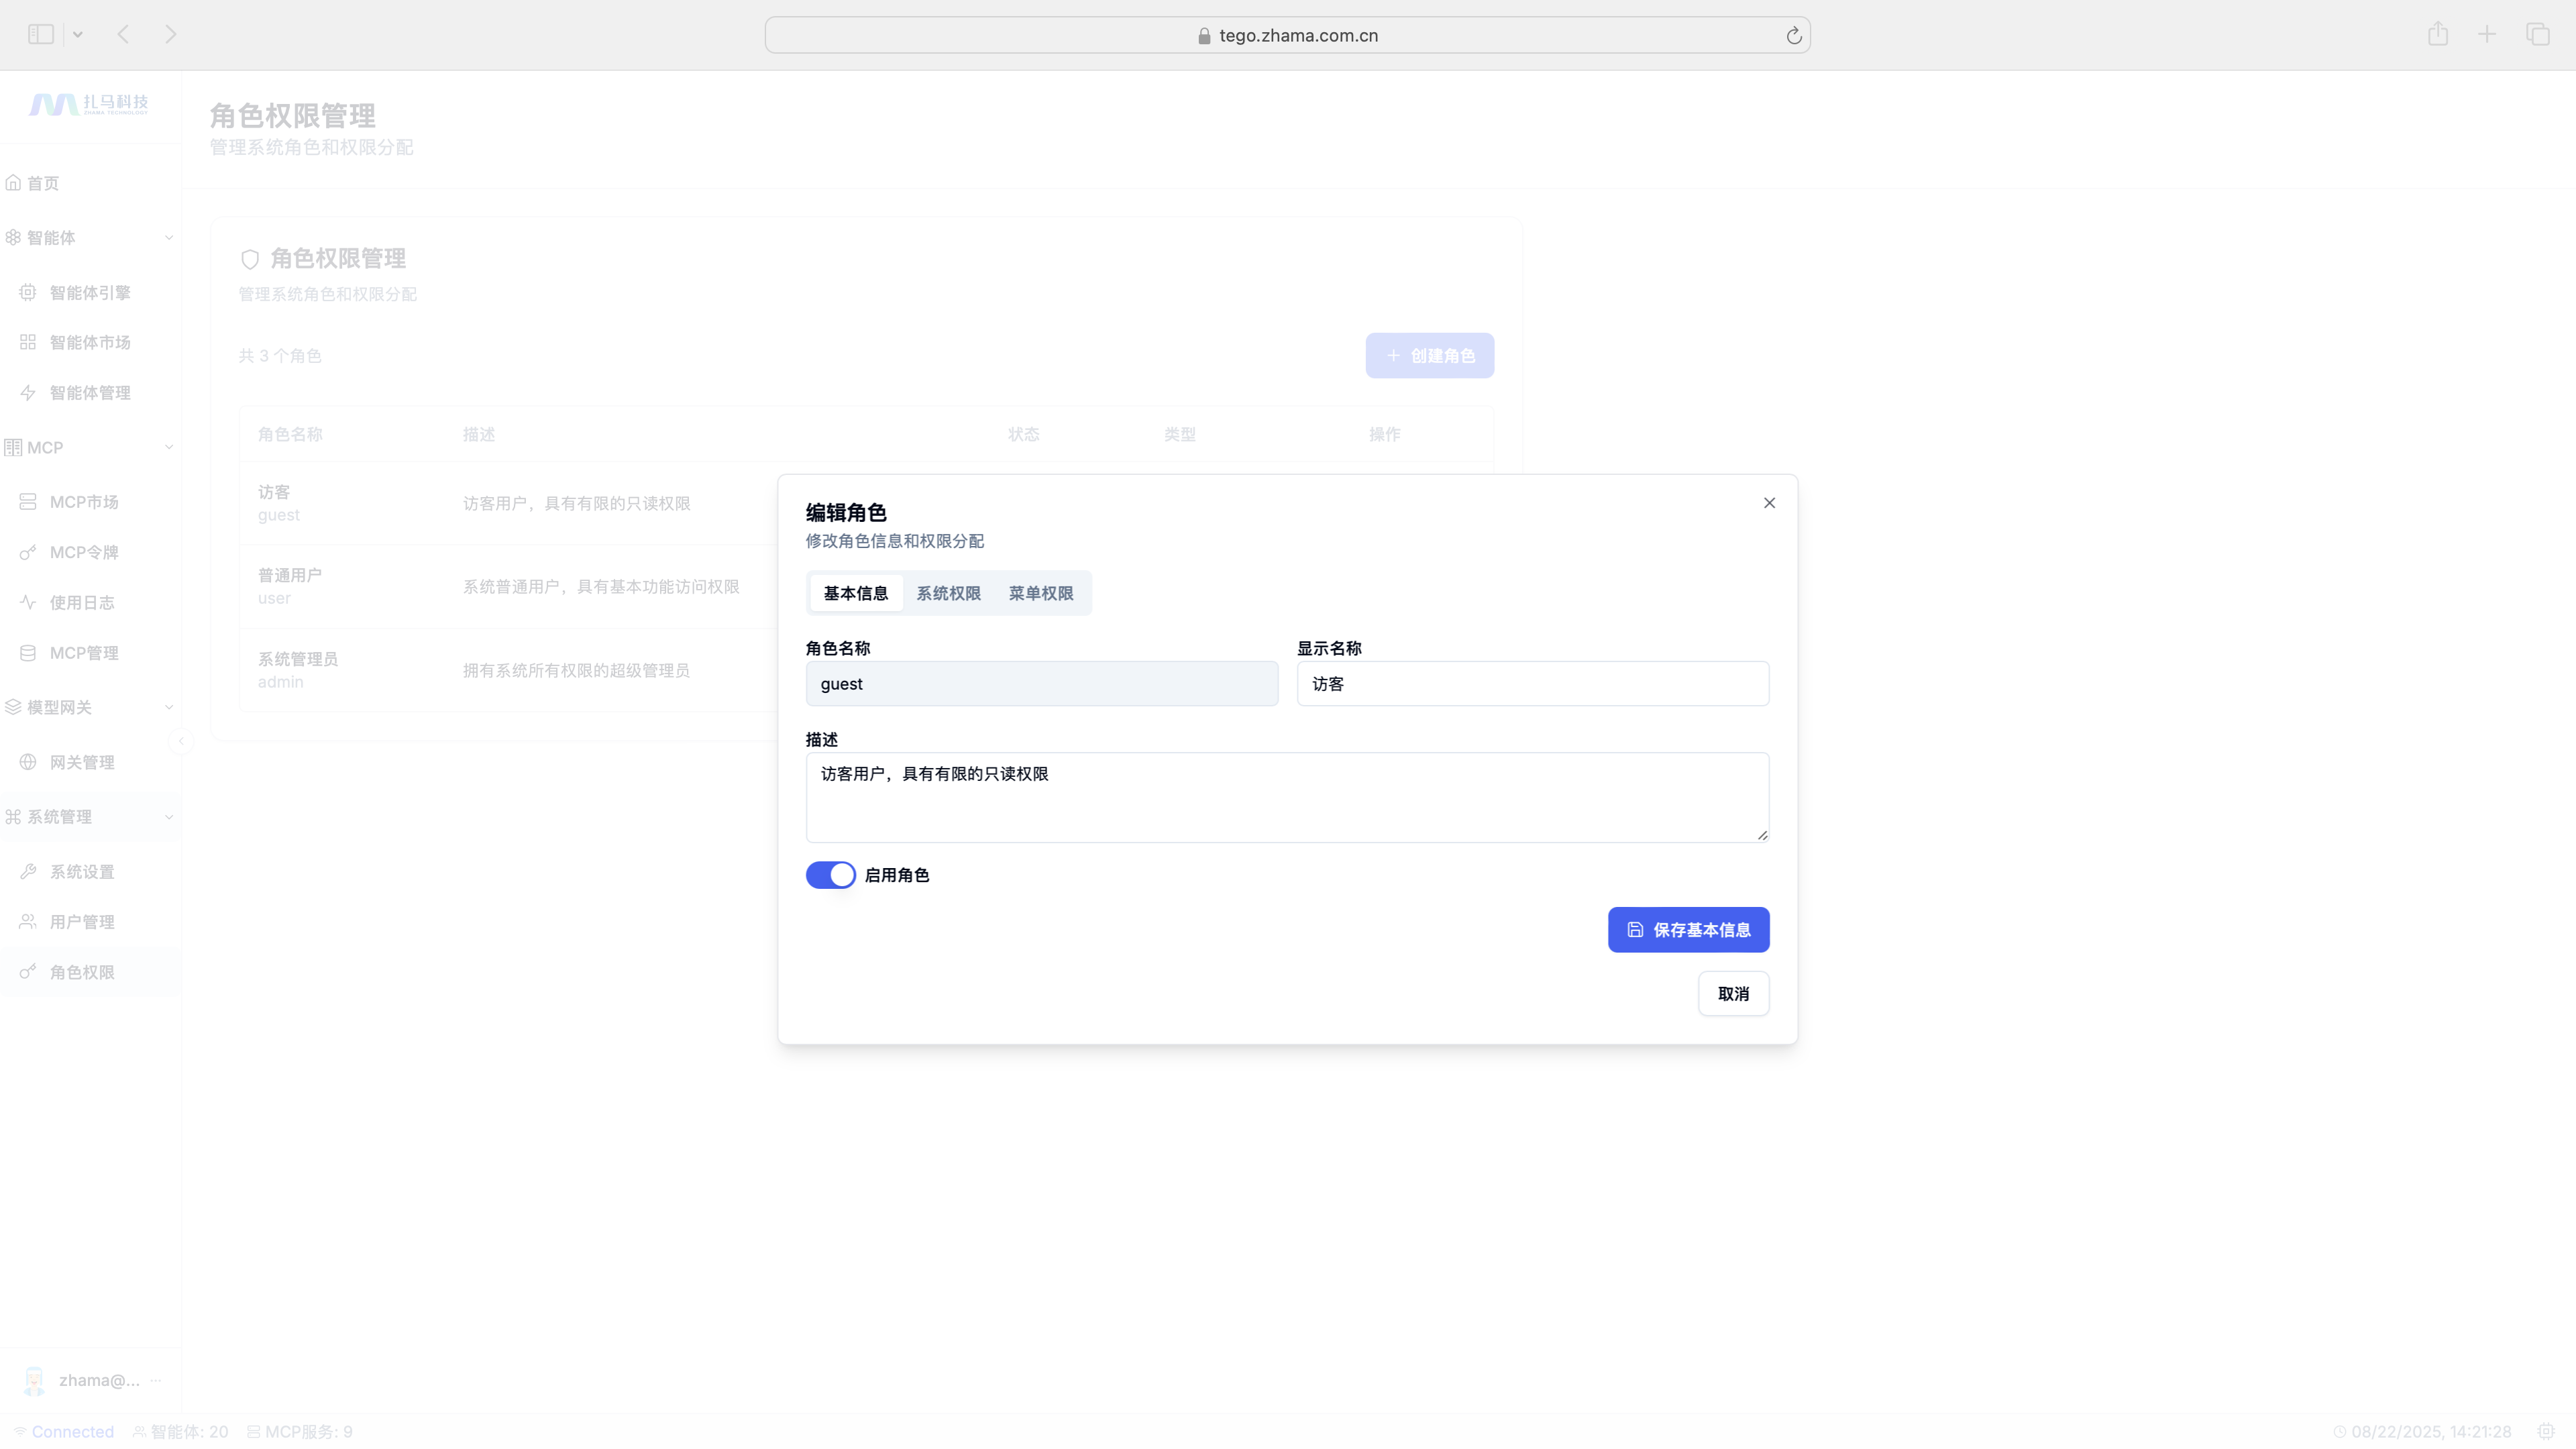 tego.zhama.com.cn
扎马科技
ZHAMA TECHNOLOGY
首页
智能体
智能体引擎
智能体市场
智能体管理
MCP
MCP市场
MCP令牌
使用日志
MCP管理
模型网关
网关管理
系统管理
系统设置
用户管理
角色权限
zhama@...
角色权限管理
管理系统角色和权限分配
角色权限管理
管理系统角色和权限分配
共 3 个角色
创建角色
角色名称 描述 状态 类型 操作
访客
guest
访客用户，具有有限的只读权限
普通用户
user
系统普通用户，具有基本功能访问权限
系统管理员
admin
拥有系统所有权限的超级管理员
编辑角色
修改角色信息和权限分配
基本信息 系统权限 菜单权限
角色名称 显示名称
guest 访客
描述
访客用户，具有有限的只读权限
启用角色
保存基本信息
取消
Connected 智能体: 20 MCP服务: 9 08/22/2025, 14:21:28